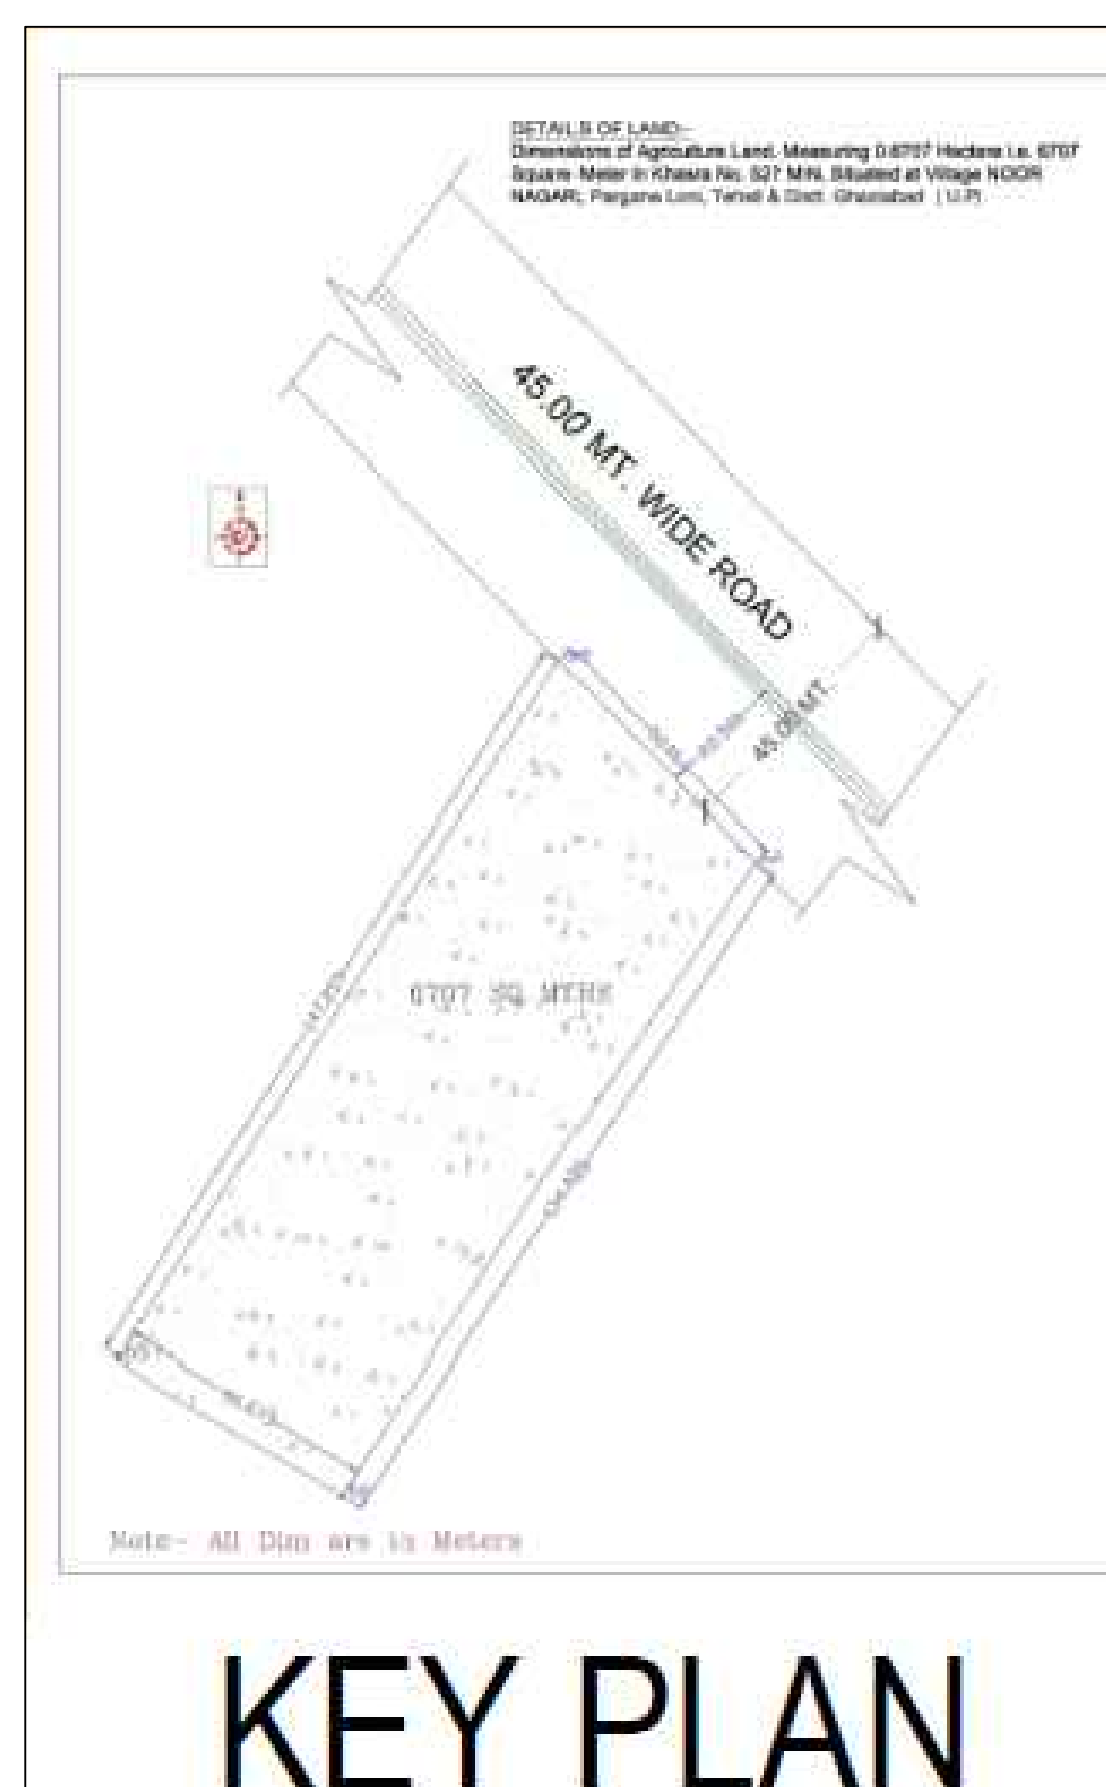 DETAILS OF LAND:-
Dimensions of Agriculture Land, Measuring 0.6707 Hectare i.e. 6707
Square Meter in Khasra No. 527 MIN, Situated at Village NOOR
NAGAR, Pargana Loni, Tehsil & Distt. Ghaziabad (U.P)
45.00 MT. WIDE ROAD
45.00 MT.
6707 SQ MTRS
Note- All Dim are in Meters
KEY PLAN